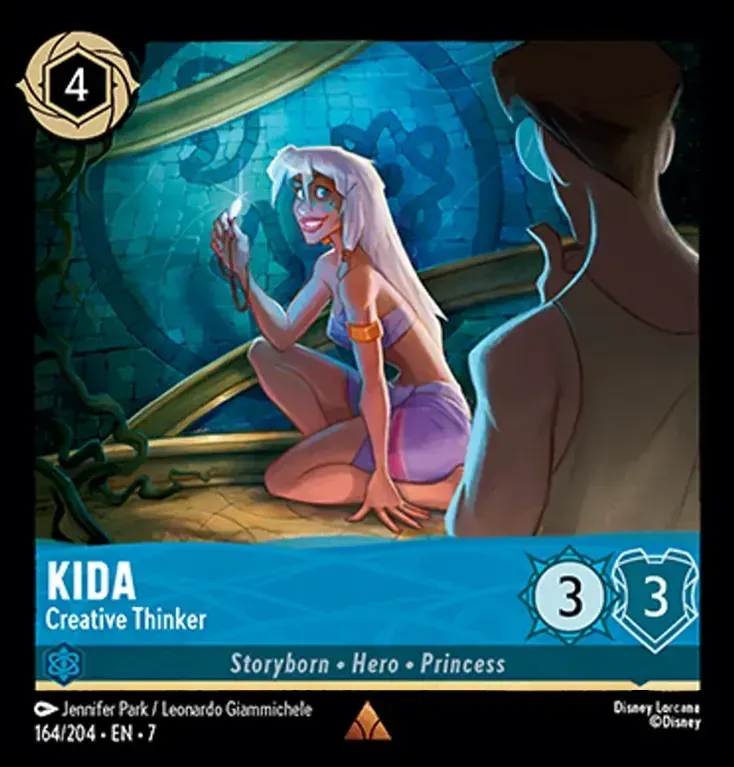 4
KIDA
Creative Thinker
3
3
Storyborn • Hero • Princess
Jennifer Park / Leonardo Giammichele
164/204 • EN • 7
Disney Lorcana
©Disney